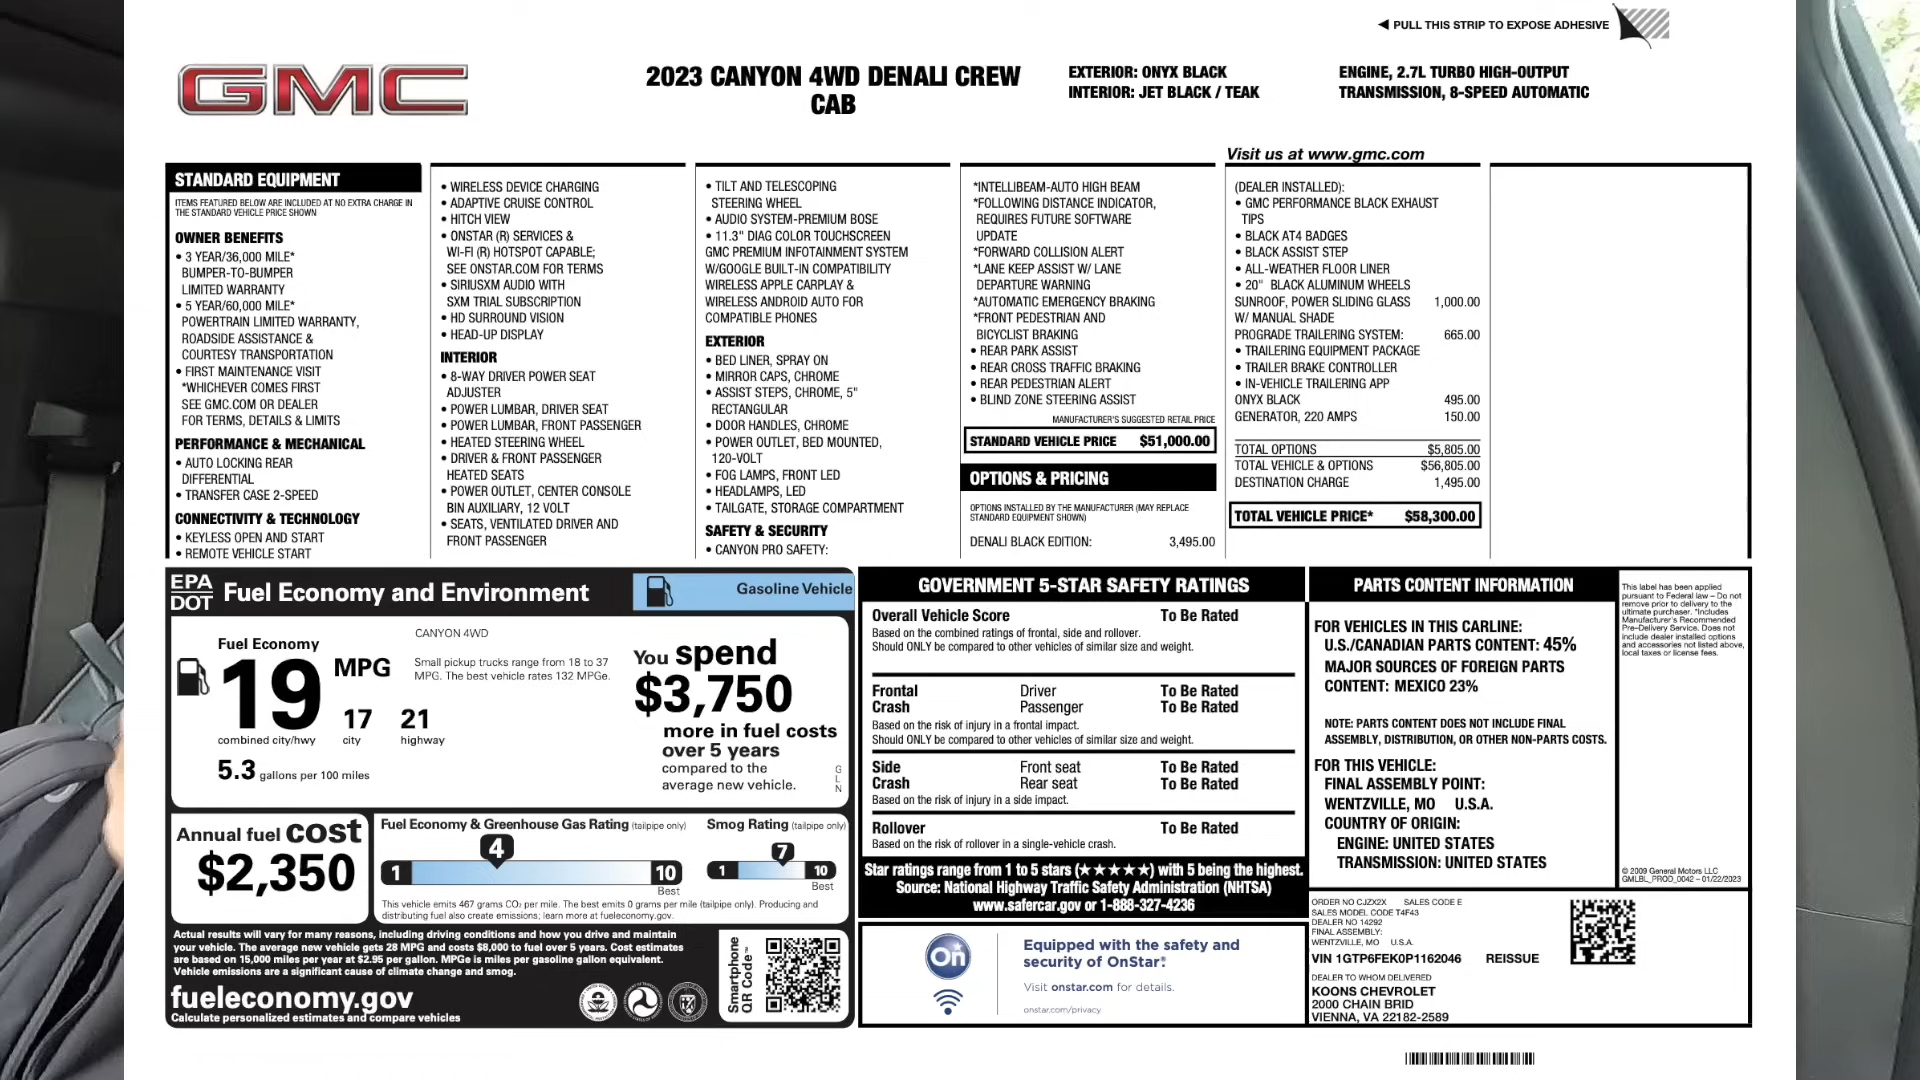 PULL THIS STRIP TO EXPOSE ADHESIVE
GMC
2023 CANYON 4WD DENALI CREW
CAB
EXTERIOR: ONYX BLACK
INTERIOR: JET BLACK / TEAK
ENGINE, 2.7L TURBO HIGH-OUTPUT
TRANSMISSION, 8-SPEED AUTOMATIC
Visit us at www.gmc.com
STANDARD EQUIPMENT
ITEMS FEATURED BELOW ARE INCLUDED AT NO EXTRA CHARGE IN
THE STANDARD VEHICLE PRICE SHOWN
OWNER BENEFITS
• 3 YEAR/36,000 MILE*
BUMPER-TO-BUMPER
LIMITED WARRANTY
• 5 YEAR/60,000 MILE*
POWERTRAIN LIMITED WARRANTY,
ROADSIDE ASSISTANCE &
COURTESY TRANSPORTATION
• FIRST MAINTENANCE VISIT
*WHICHEVER COMES FIRST
SEE GMC.COM OR DEALER
FOR TERMS, DETAILS & LIMITS
PERFORMANCE & MECHANICAL
• AUTO LOCKING REAR
DIFFERENTIAL
• TRANSFER CASE 2-SPEED
CONNECTIVITY & TECHNOLOGY
• KEYLESS OPEN AND START
• REMOTE VEHICLE START
• WIRELESS DEVICE CHARGING
• ADAPTIVE CRUISE CONTROL
• HITCH VIEW
• ONSTAR (R) SERVICES &
WI-FI (R) HOTSPOT CAPABLE;
SEE ONSTAR.COM FOR TERMS
• SIRIUSXM AUDIO WITH
SXM TRIAL SUBSCRIPTION
• HD SURROUND VISION
• HEAD-UP DISPLAY
INTERIOR
• 8-WAY DRIVER POWER SEAT
ADJUSTER
• POWER LUMBAR, DRIVER SEAT
• POWER LUMBAR, FRONT PASSENGER
• HEATED STEERING WHEEL
• DRIVER & FRONT PASSENGER
HEATED SEATS
• POWER OUTLET, CENTER CONSOLE
BIN AUXILIARY, 12 VOLT
• SEATS, VENTILATED DRIVER AND
FRONT PASSENGER
• TILT AND TELESCOPING
STEERING WHEEL
• AUDIO SYSTEM-PREMIUM BOSE
• 11.3" DIAG COLOR TOUCHSCREEN
GMC PREMIUM INFOTAINMENT SYSTEM
W/GOOGLE BUILT-IN COMPATIBILITY
WIRELESS APPLE CARPLAY &
WIRELESS ANDROID AUTO FOR
COMPATIBLE PHONES
EXTERIOR
• BED LINER, SPRAY ON
• MIRROR CAPS, CHROME
• ASSIST STEPS, CHROME, 5"
RECTANGULAR
• DOOR HANDLES, CHROME
• POWER OUTLET, BED MOUNTED,
120-VOLT
• FOG LAMPS, FRONT LED
• HEADLAMPS, LED
• TAILGATE, STORAGE COMPARTMENT
SAFETY & SECURITY
• CANYON PRO SAFETY:
*INTELLIBEAM-AUTO HIGH BEAM
*FOLLOWING DISTANCE INDICATOR,
REQUIRES FUTURE SOFTWARE
UPDATE
*FORWARD COLLISION ALERT
*LANE KEEP ASSIST W/ LANE
DEPARTURE WARNING
*AUTOMATIC EMERGENCY BRAKING
*FRONT PEDESTRIAN AND
BICYCLIST BRAKING
• REAR PARK ASSIST
• REAR CROSS TRAFFIC BRAKING
• REAR PEDESTRIAN ALERT
• BLIND ZONE STEERING ASSIST
MANUFACTURER'S SUGGESTED RETAIL PRICE
STANDARD VEHICLE PRICE $51,000.00
OPTIONS & PRICING
OPTIONS INSTALLED BY THE MANUFACTURER (MAY REPLACE
STANDARD EQUIPMENT SHOWN)
DENALI BLACK EDITION: 3,495.00
(DEALER INSTALLED):
• GMC PERFORMANCE BLACK EXHAUST
TIPS
• BLACK AT4 BADGES
• BLACK ASSIST STEP
• ALL-WEATHER FLOOR LINER
• 20" BLACK ALUMINUM WHEELS
SUNROOF, POWER SLIDING GLASS 1,000.00
W/ MANUAL SHADE
PROGRADE TRAILERING SYSTEM: 665.00
• TRAILERING EQUIPMENT PACKAGE
• TRAILER BRAKE CONTROLLER
• IN-VEHICLE TRAILERING APP
ONYX BLACK 495.00
GENERATOR, 220 AMPS 150.00
TOTAL OPTIONS $5,805.00
TOTAL VEHICLE & OPTIONS $56,805.00
DESTINATION CHARGE 1,495.00
TOTAL VEHICLE PRICE* $58,300.00
EPA
DOT
Fuel Economy and Environment
Gasoline Vehicle
Fuel Economy
19 MPG
combined city/hwy
17
city
21
highway
5.3 gallons per 100 miles
CANYON 4WD
Small pickup trucks range from 18 to 37
MPG. The best vehicle rates 132 MPGe.
You spend
$3,750
more in fuel costs
over 5 years
compared to the
average new vehicle.
G
L
N
Annual fuel cost
$2,350
Fuel Economy & Greenhouse Gas Rating (tailpipe only)
4
1
10
Best
Smog Rating (tailpipe only)
7
1
10
Best
This vehicle emits 467 grams CO₂ per mile. The best emits 0 grams per mile (tailpipe only). Producing and
distributing fuel also create emissions; learn more at fueleconomy.gov.
Actual results will vary for many reasons, including driving conditions and how you drive and maintain
your vehicle. The average new vehicle gets 28 MPG and costs $8,000 to fuel over 5 years. Cost estimates
are based on 15,000 miles per year at $2.95 per gallon. MPGe is miles per gasoline gallon equivalent.
Vehicle emissions are a significant cause of climate change and smog.
fueleconomy.gov
Calculate personalized estimates and compare vehicles
Smartphone
QR Code™
GOVERNMENT 5-STAR SAFETY RATINGS
Overall Vehicle Score To Be Rated
Based on the combined ratings of frontal, side and rollover.
Should ONLY be compared to other vehicles of similar size and weight.
Frontal Driver To Be Rated
Crash Passenger To Be Rated
Based on the risk of injury in a frontal impact.
Should ONLY be compared to other vehicles of similar size and weight.
Side Front seat To Be Rated
Crash Rear seat To Be Rated
Based on the risk of injury in a side impact.
Rollover To Be Rated
Based on the risk of rollover in a single-vehicle crash.
Star ratings range from 1 to 5 stars (★★★★★) with 5 being the highest.
Source: National Highway Traffic Safety Administration (NHTSA)
www.safercar.gov or 1-888-327-4236
On
Equipped with the safety and
security of OnStar®.
Visit onstar.com for details.
onstar.com/privacy
PARTS CONTENT INFORMATION
FOR VEHICLES IN THIS CARLINE:
U.S./CANADIAN PARTS CONTENT: 45%
MAJOR SOURCES OF FOREIGN PARTS
CONTENT: MEXICO 23%
NOTE: PARTS CONTENT DOES NOT INCLUDE FINAL
ASSEMBLY, DISTRIBUTION, OR OTHER NON-PARTS COSTS.
FOR THIS VEHICLE:
FINAL ASSEMBLY POINT:
WENTZVILLE, MO U.S.A.
COUNTRY OF ORIGIN:
ENGINE: UNITED STATES
TRANSMISSION: UNITED STATES
This label has been applied
pursuant to Federal law – Do not
remove prior to delivery to the
ultimate purchaser. *Includes
Manufacturer's Recommended
Pre-Delivery Service. Does not
include dealer installed options
and accessories not listed above,
local taxes or license fees.
© 2009 General Motors LLC
GMLBL_PROD_0042 – 01/22/2023
ORDER NO CJZX2X SALES CODE E
SALES MODEL CODE T4F43
DEALER NO 14292
FINAL ASSEMBLY:
WENTZVILLE, MO U.S.A.
VIN 1GTP6FEK0P1162046 REISSUE
DEALER TO WHOM DELIVERED
KOONS CHEVROLET
2000 CHAIN BRID
VIENNA, VA 22182-2589